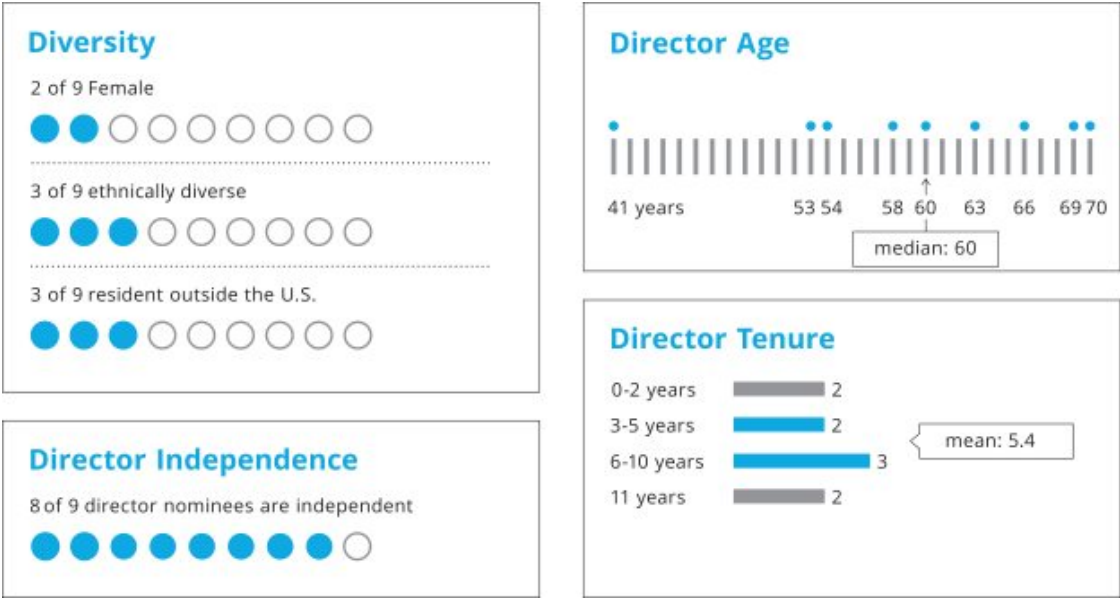 Diversity
2 of 9 Female
3 of 9 ethnically diverse
3 of 9 resident outside the U.S.
Director Independence
8 of 9 director nominees are independent
Director Age
41 years 53 54 58 60 63 66 69 70
median: 60
Director Tenure
0-2 years 2
3-5 years 2
mean: 5.4
6-10 years 3
11 years 2